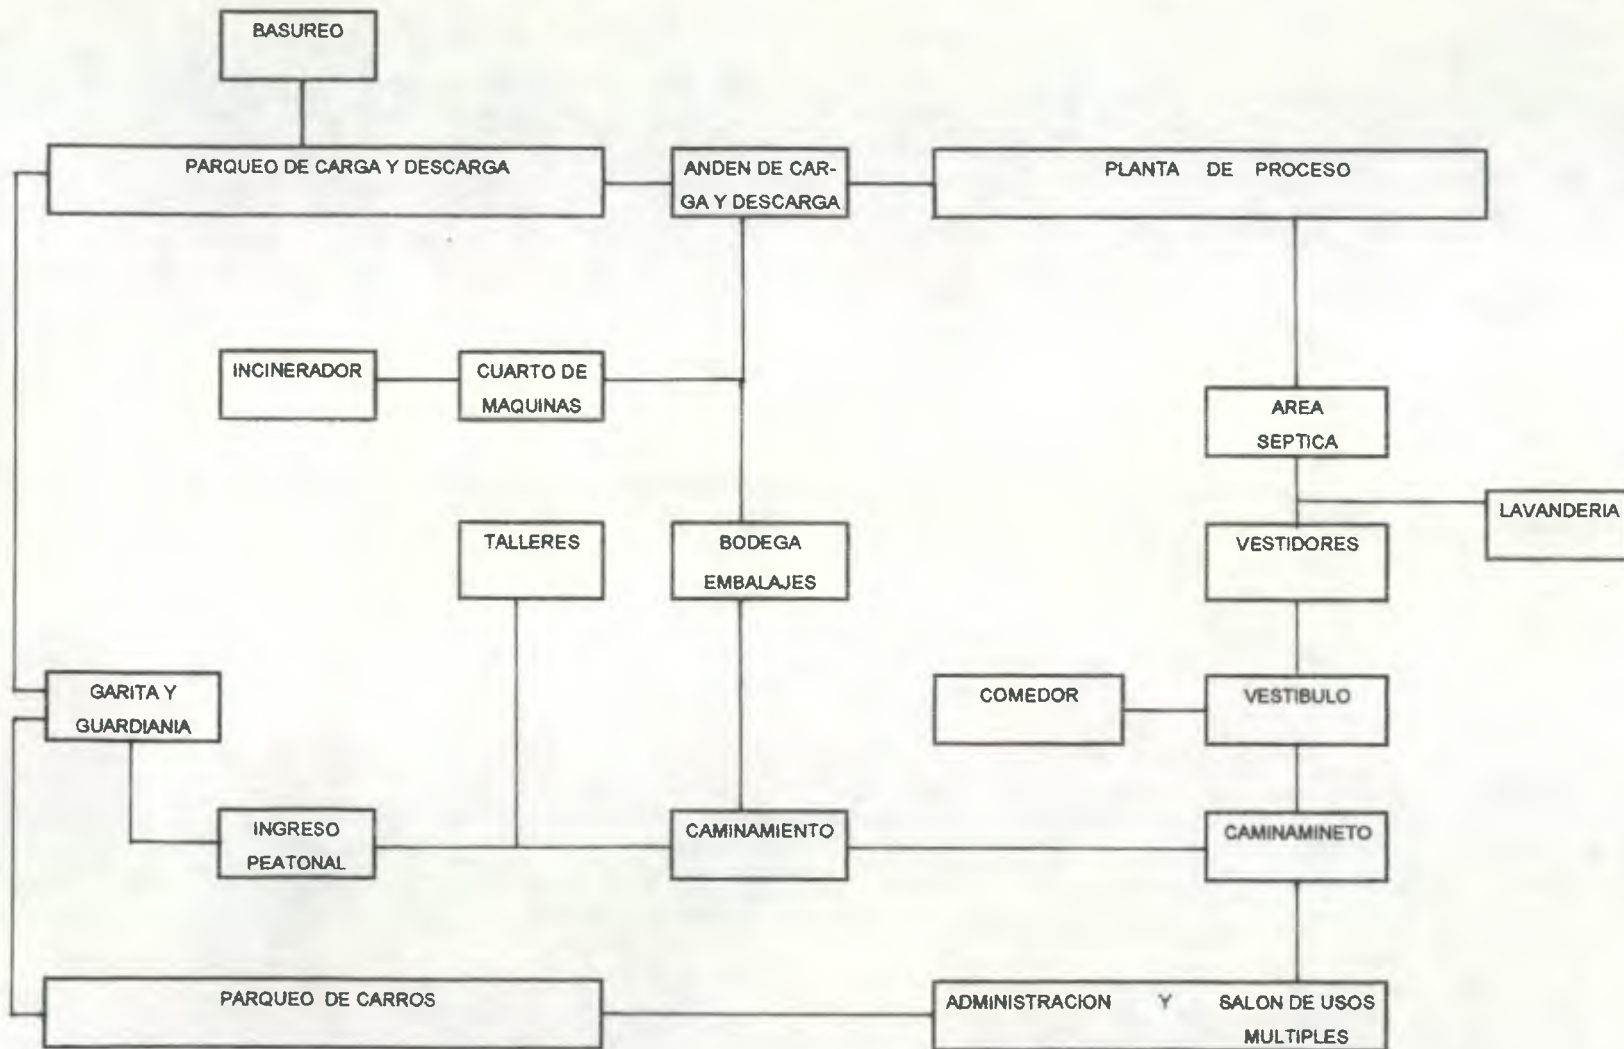 BASUREO
PARQUEO DE CARGA Y DESCARGA
ANDEN DE CAR-
GA Y DESCARGA
PLANTA DE PROCESO
INCINERADOR
CUARTO DE
MAQUINAS
AREA
SEPTICA
LAVANDERIA
TALLERES
BODEGA
EMBALAJES
VESTIDORES
GARITA Y
GUARDIANIA
COMEDOR
VESTIBULO
INGRESO
PEATONAL
CAMINAMIENTO
CAMINAMINETO
PARQUEO DE CARROS
ADMINISTRACION Y SALON DE USOS
MULTIPLES